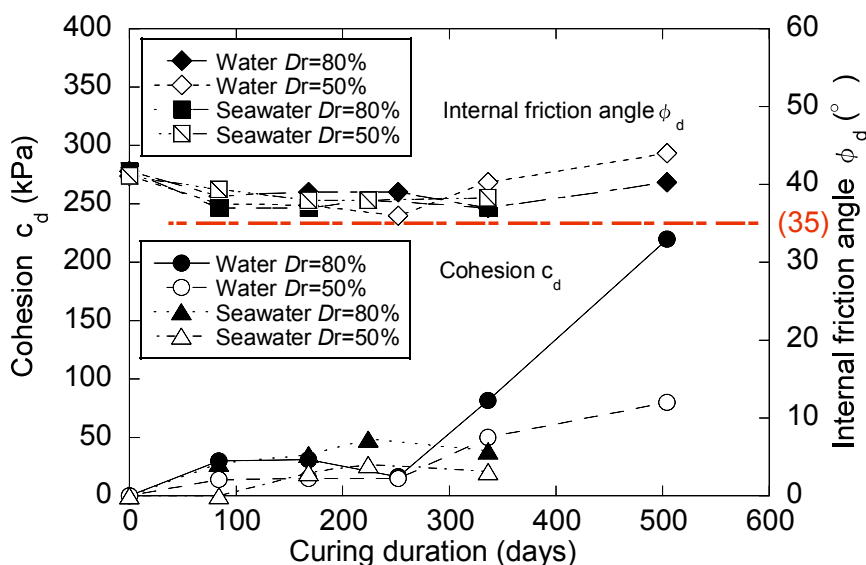 400
350
300
250
200
150
100
50
0
Cohesion c_d (kPa)
Water Dr=80%
Water Dr=50%
Seawater Dr=80%
Seawater Dr=50%
Internal friction angle ϕ_d
Water Dr=80%
Water Dr=50%
Seawater Dr=80%
Seawater Dr=50%
Cohesion c_d
60
50
40
(35)
30
20
10
0
Internal friction angle ϕ_d (°)
0 100 200 300 400 500 600
Curing duration (days)